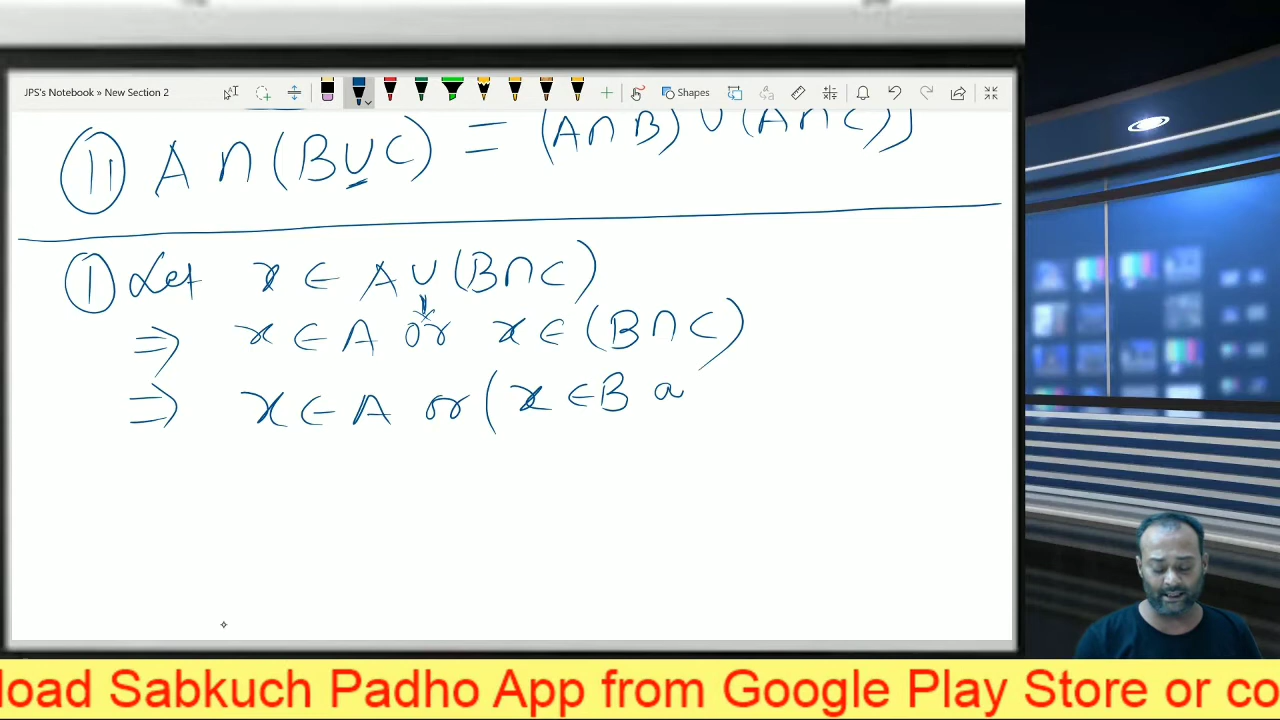 JPS's Notebook » New Section 2
Shapes
II A ∩ (B ∪ C) = (A ∩ B) ∪ (A ∩ C)}
I Let x ∈ A ∪ (B ∩ C)
⇒ x ∈ A or x ∈ (B ∩ C)
⇒ x ∈ A or (x ∈ B a
load Sabkuch Padho App from Google Play Store or co